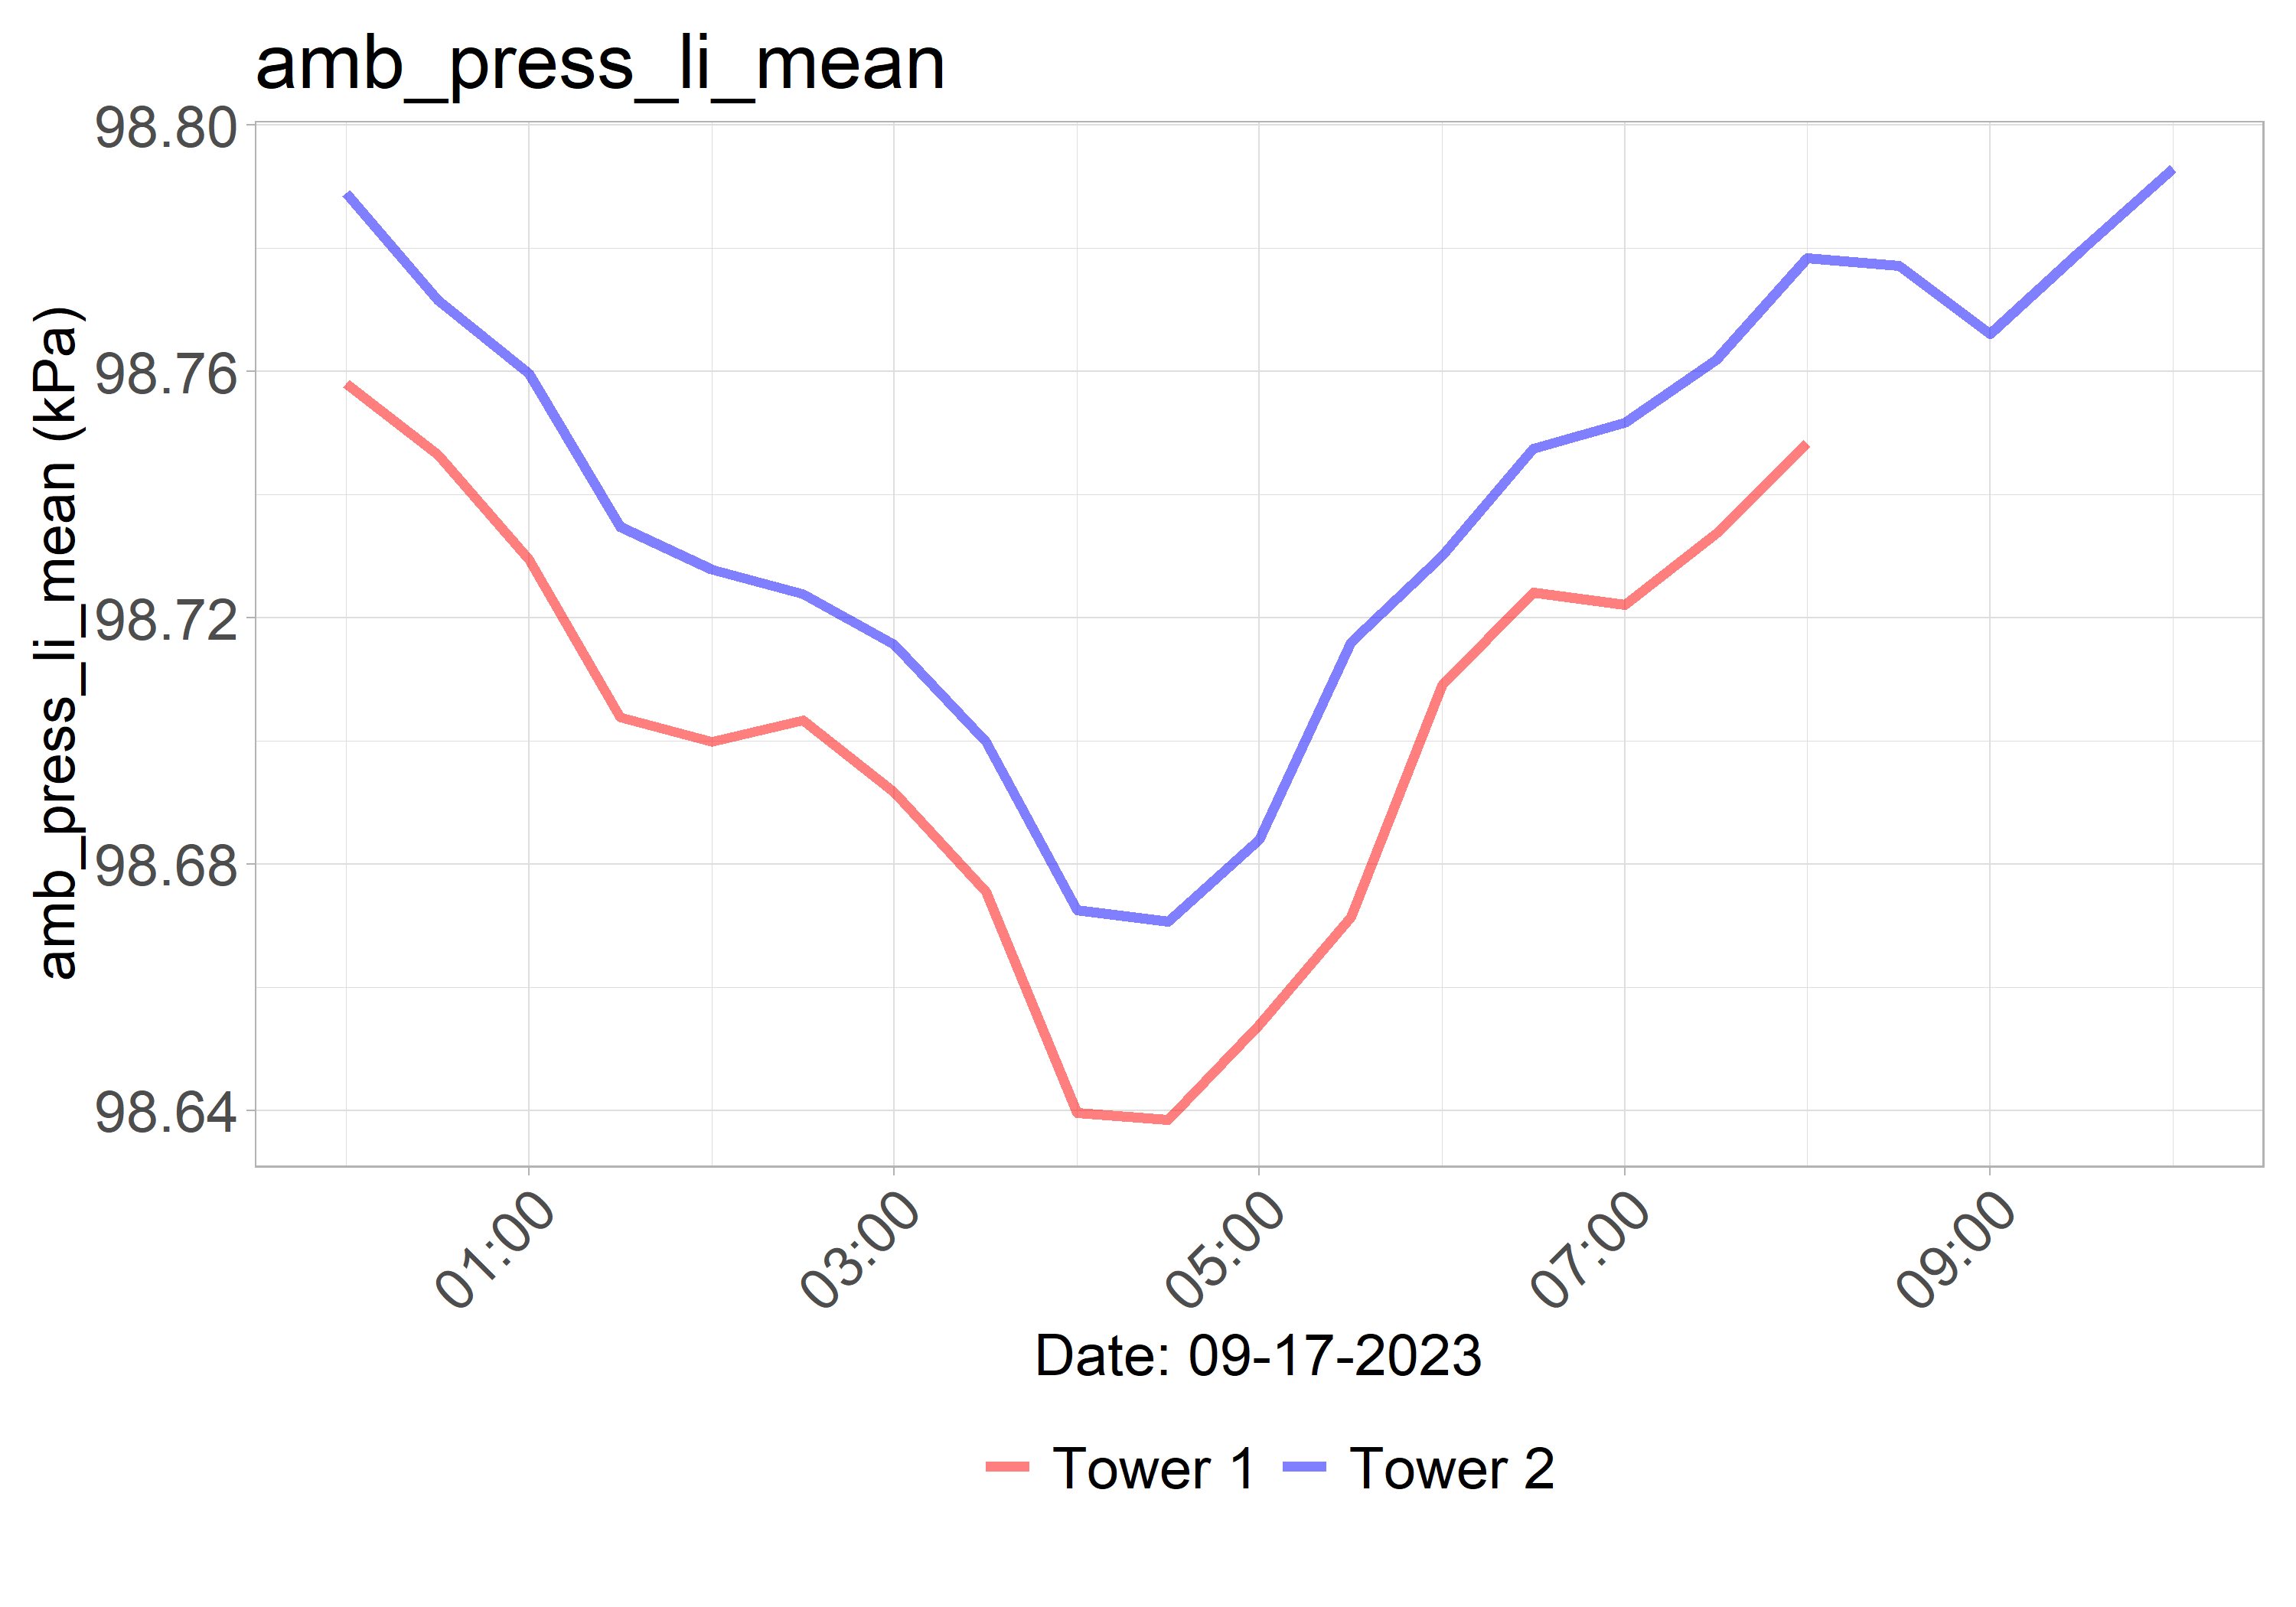 amb_press_li_mean
amb_press_li_mean (kPa)
98.80
98.76
98.72
98.68
98.64
01:00
03:00
05:00
07:00
09:00
Date: 09-17-2023
Tower 1
Tower 2